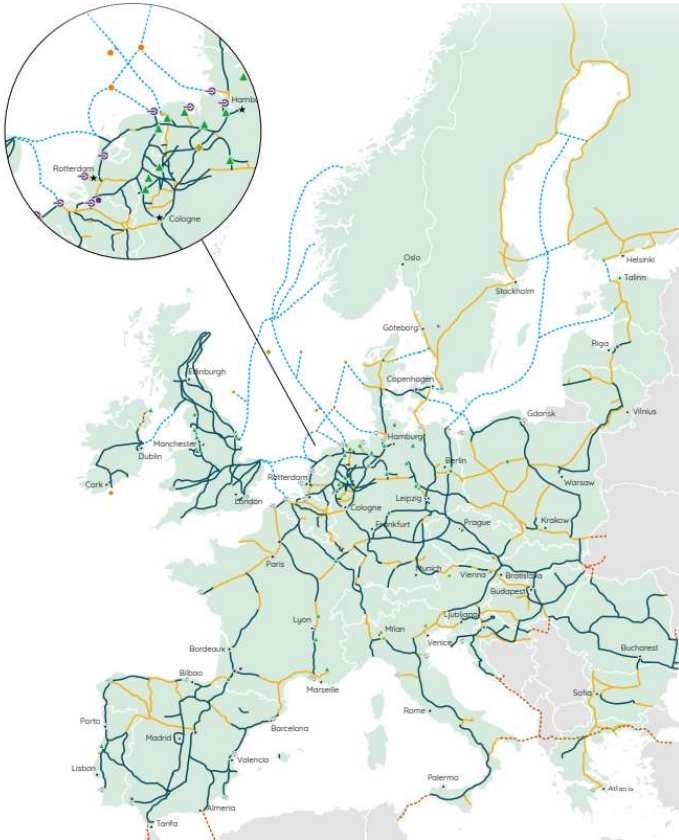 Hambu
Rotterdam
Cologne
Oslo
Helsinki
Talinn
Stockholm
Göteborg
Riga
Edinburgh
Copenhagen
Vilnius
Gdansk
Manchester
Dublin
Hamburg
Berlin
Warsaw
Cork
London
Rotterdam
Leipzig
Cologne
Frankfurt
Prague
Krakow
Paris
Munich
Vienna
Bratislava
Budapest
Ljubljana
Lyon
Milan
Venice
Bordeaux
Bucharest
Bilbao
Marseille
Sofia
Rome
Porto
Madrid
Barcelona
Valencia
Lisbon
Palermo
Athens
Almeria
Tarifa